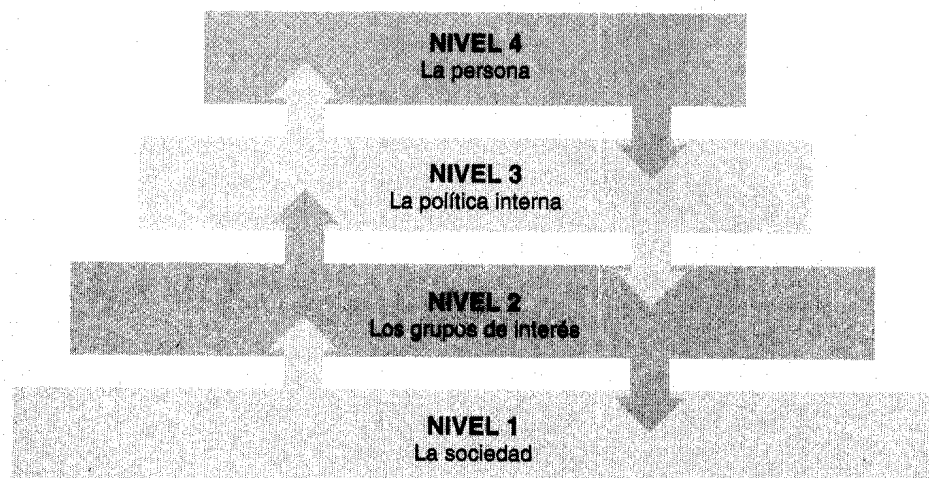 NIVEL 4
La persona
NIVEL 3
La política interna
NIVEL 2
Los grupos de interés
NIVEL 1
La sociedad